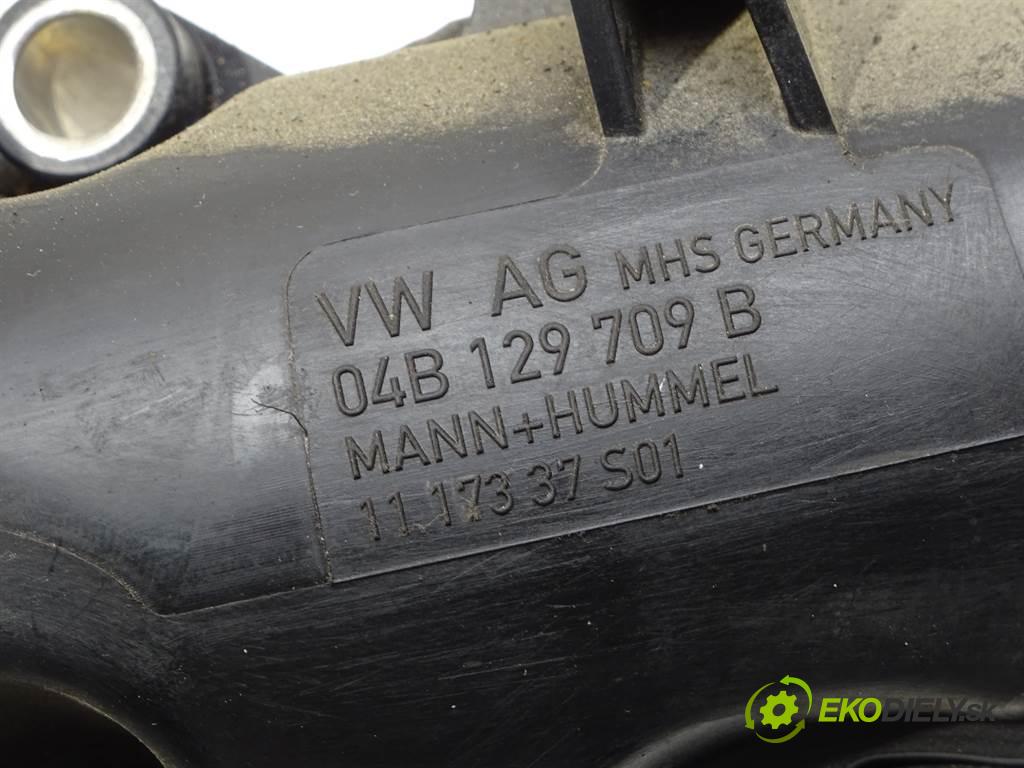 VW AG MHS GERMANY
04B 129 709 B
MANN+HUMMEL
11 173 37 S01
EKODIELY.sk